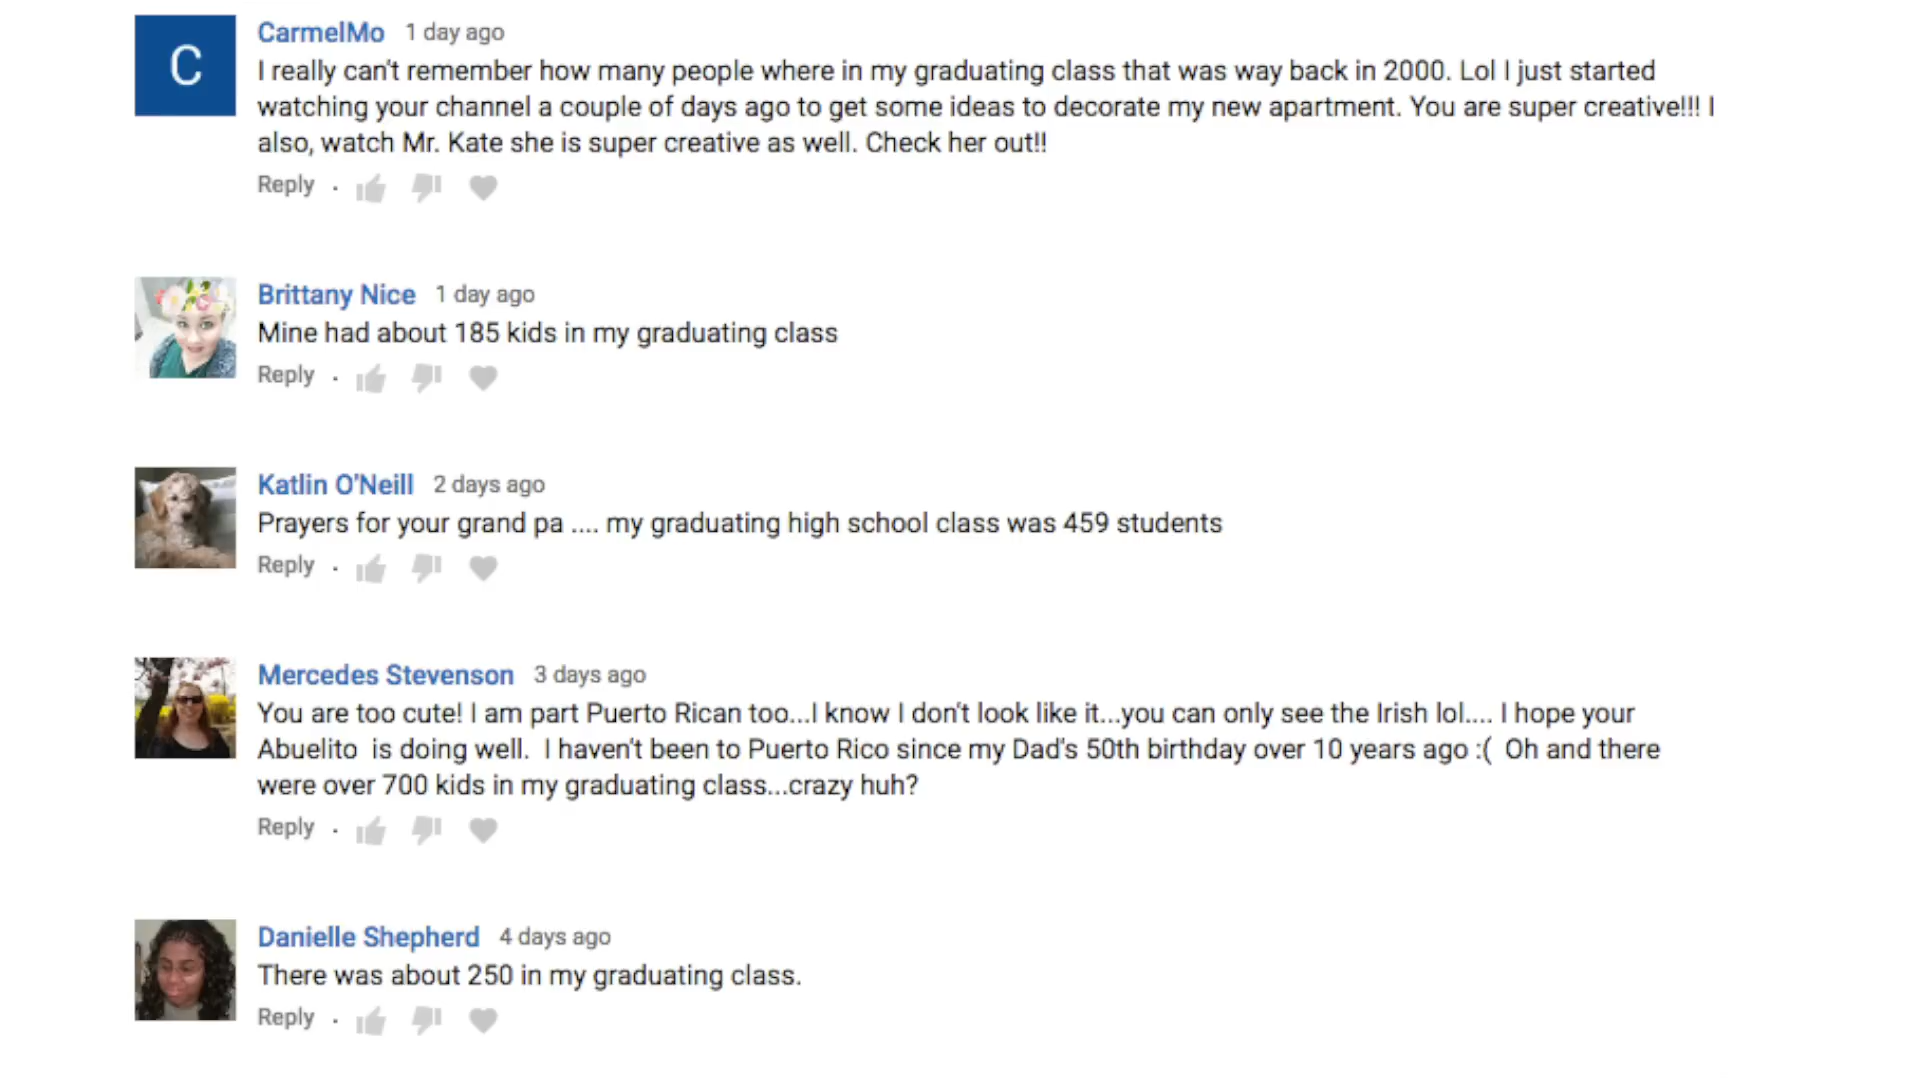 C
CarmelMo 1 day ago
I really can't remember how many people where in my graduating class that was way back in 2000. Lol I just started
watching your channel a couple of days ago to get some ideas to decorate my new apartment. You are super creative!!! I
also, watch Mr. Kate she is super creative as well. Check her out!!
Reply .
Brittany Nice 1 day ago
Mine had about 185 kids in my graduating class
Reply .
Katlin O'Neill 2 days ago
Prayers for your grand pa .... my graduating high school class was 459 students
Reply .
Mercedes Stevenson 3 days ago
You are too cute! I am part Puerto Rican too...I know I don't look like it...you can only see the Irish lol.... I hope your
Abuelito  is doing well.  I haven't been to Puerto Rico since my Dad's 50th birthday over 10 years ago :(  Oh and there
were over 700 kids in my graduating class...crazy huh?
Reply .
Danielle Shepherd 4 days ago
There was about 250 in my graduating class.
Reply .